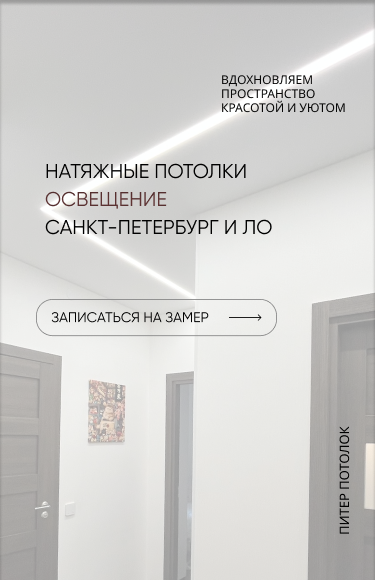 ВДОХНОВЛЯЕМ
ПРОСТРАНСТВО
КРАСОТОЙ И УЮТОМ
НАТЯЖНЫЕ ПОТОЛКИ
ОСВЕЩЕНИЕ
САНКТ-ПЕТЕРБУРГ И ЛО
ЗАПИСАТЬСЯ НА ЗАМЕР
ПИТЕР ПОТОЛОК